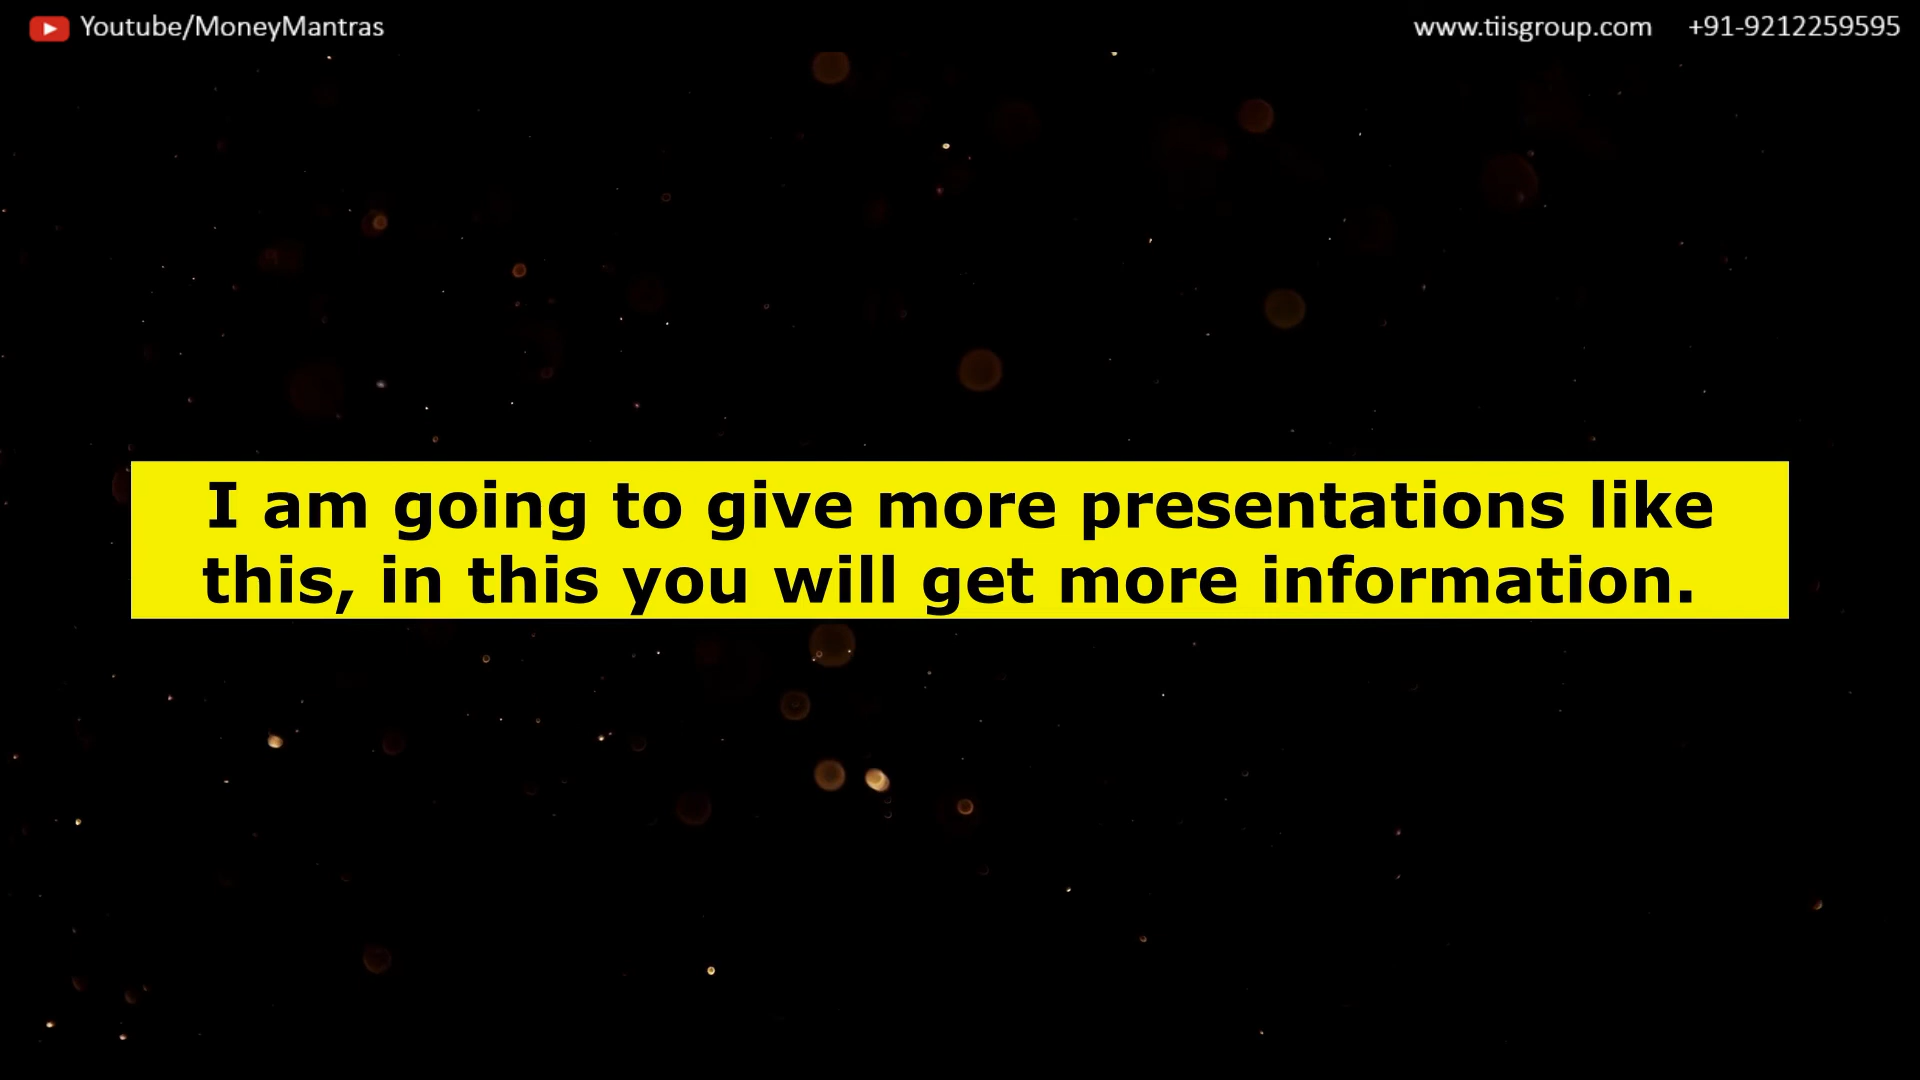 Youtube/MoneyMantras
www.tiisgroup.com +91-9212259595
I am going to give more presentations like
this, in this you will get more information.